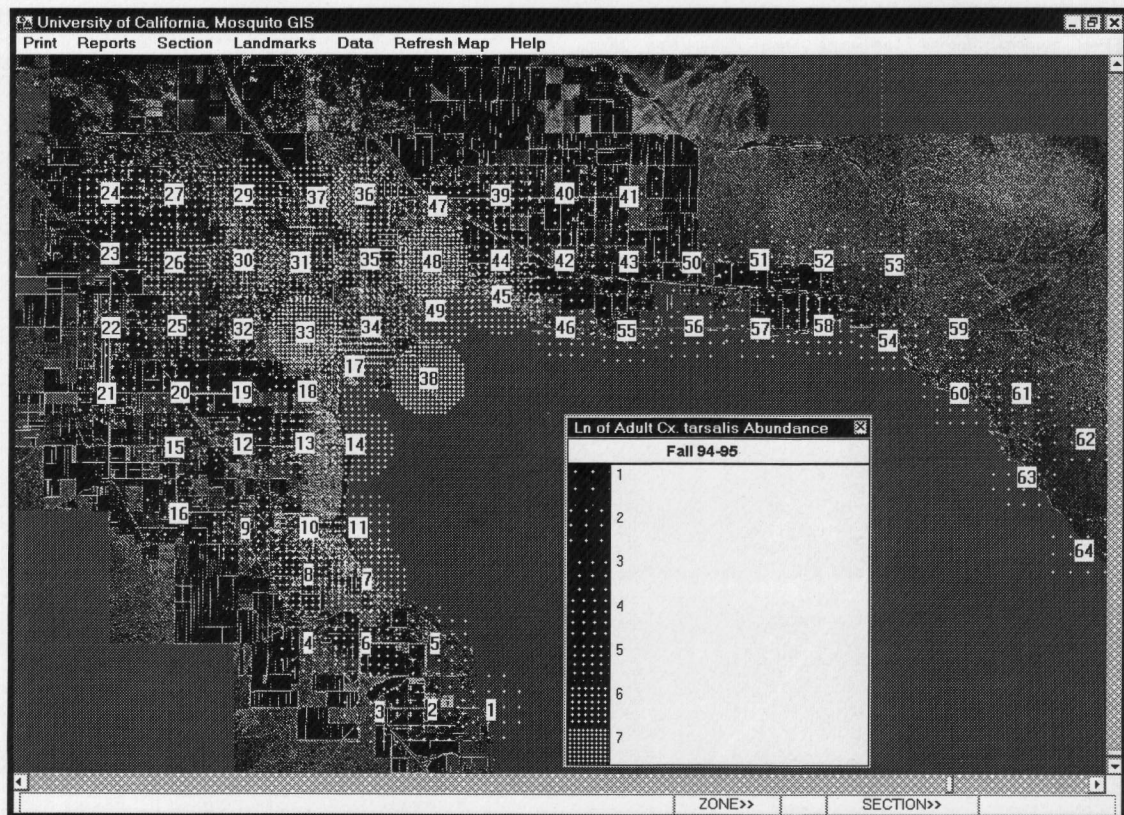 University of California, Mosquito GIS
Print Reports Section Landmarks Data Refresh Map Help
24 27 29 37 36 47 39 40 41
23 26 30 31 35 48 44 42 43 50 51 52 53
22 25 32 33 34 49 45 46 55 56 57 58 54 59
21 20 19 18 17 38 60 61
15 12 13 14 62
16 9 10 11 63
8 7 64
4 6 5
3 2 1
Ln of Adult Cx. tarsalis Abundance
Fall 94-95
1
2
3
4
5
6
7
ZONE>> SECTION>>